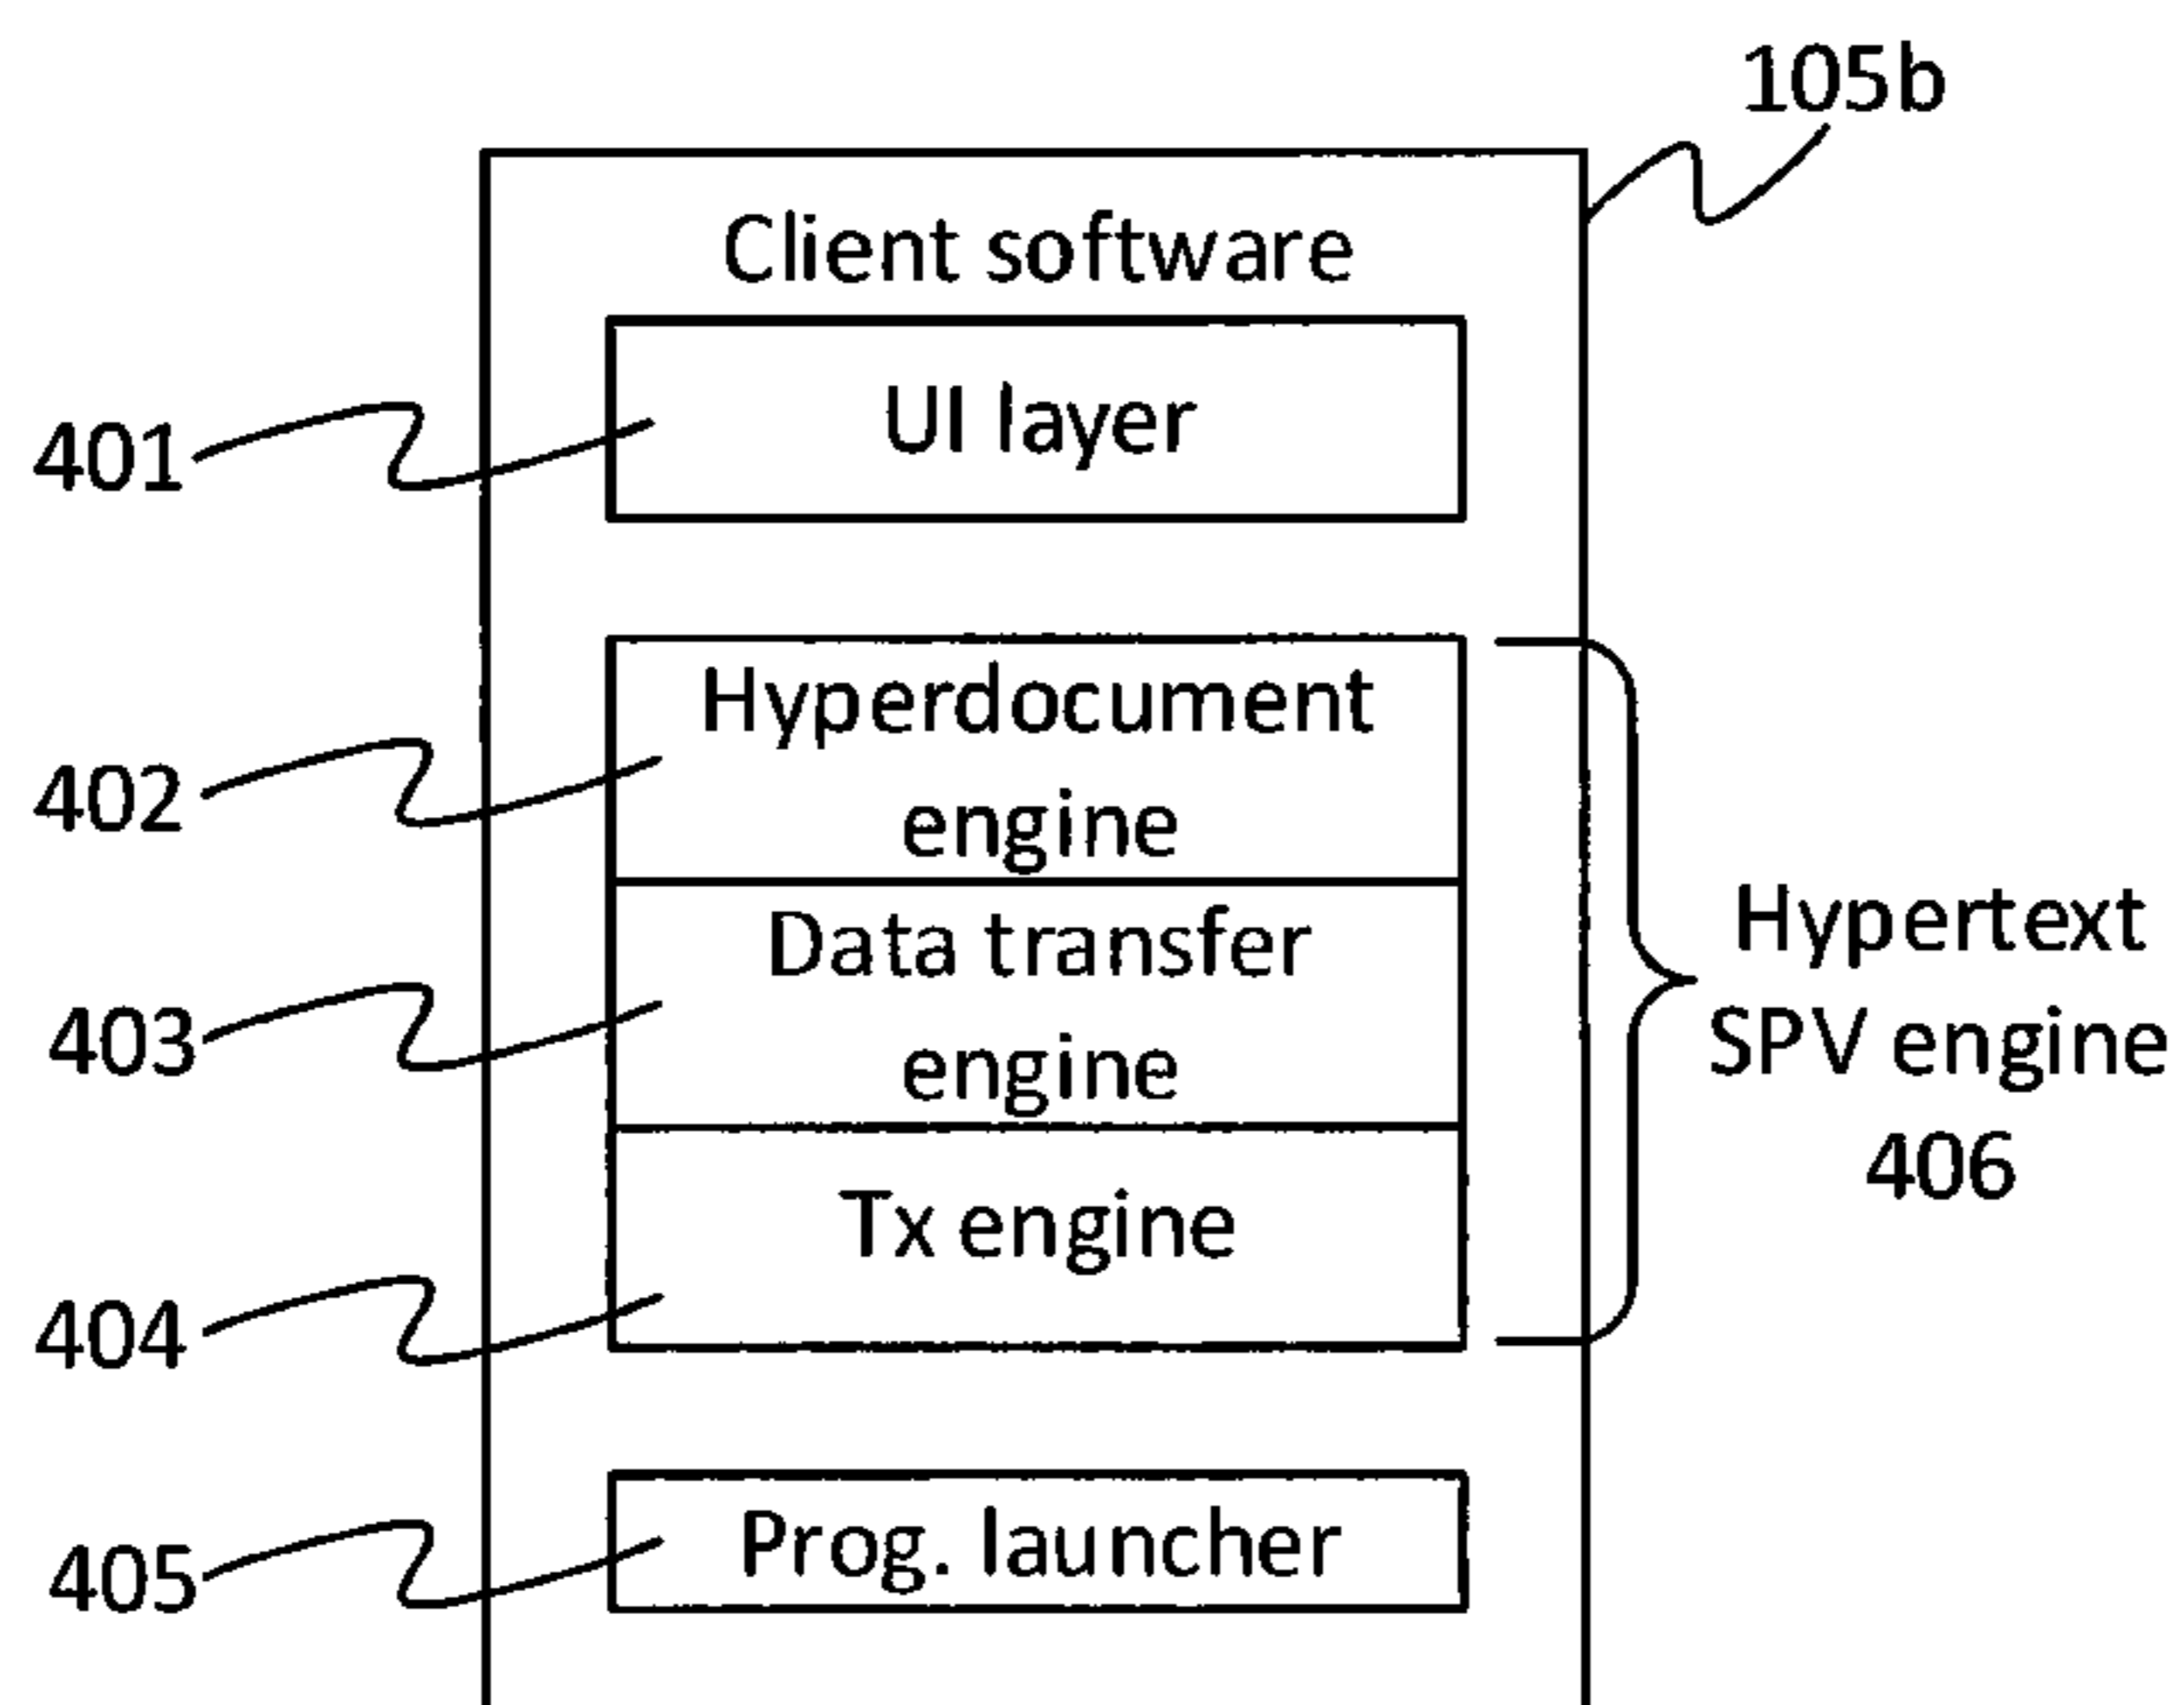 105b
Client software
UI layer
401
Hyperdocument
engine
402
Data transfer
engine
403
Hypertext
SPV engine
406
Tx engine
404
Prog. launcher
405